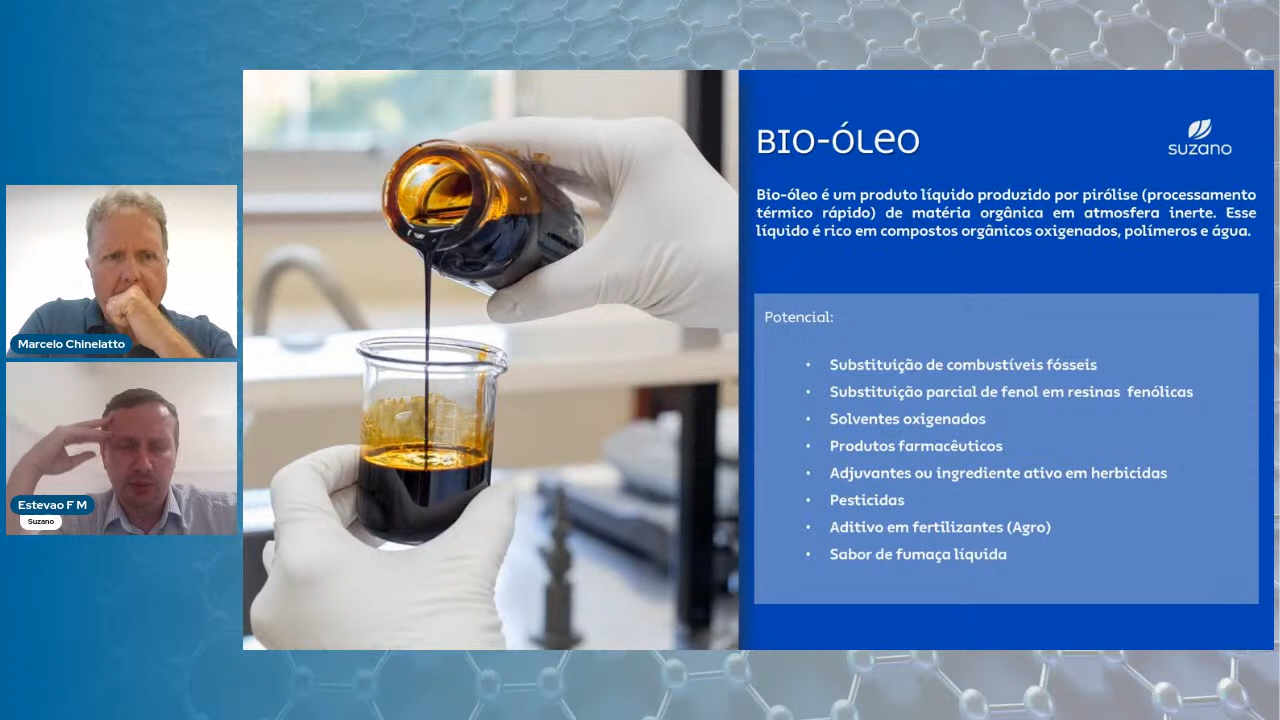 BIO-ÓLEO
suzano
Bio-óleo é um produto líquido produzido por pirólise (processamento
térmico rápido) de matéria orgânica em atmosfera inerte. Esse
líquido é rico em compostos orgânicos oxigenados, polímeros e água.
Potencial:
• Substituição de combustíveis fósseis
• Substituição parcial de fenol em resinas fenólicas
• Solventes oxigenados
• Produtos farmacêuticos
• Adjuvantes ou ingrediente ativo em herbicidas
• Pesticidas
• Aditivo em fertilizantes (Agro)
• Sabor de fumaça líquida
Marcelo Chinelatto
Estevao F M
Suzano